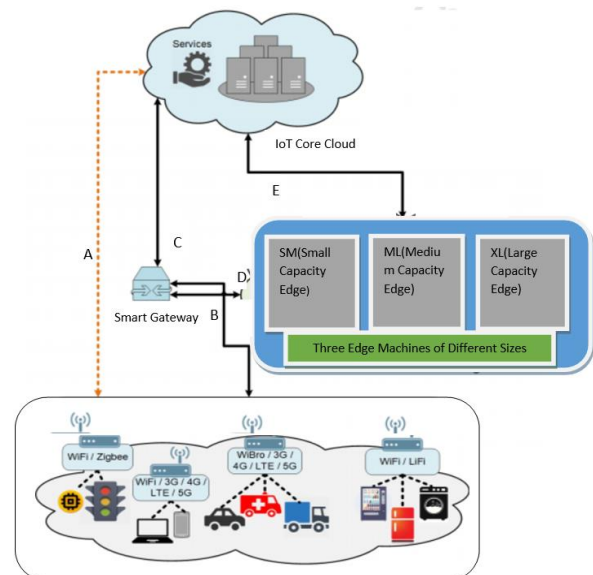 Services
IoT Core Cloud
E
A
C
D
B
Smart Gateway
SM(Small
Capacity
Edge)
ML(Mediu
m Capacity
Edge)
XL(Large
Capacity
Edge)
Three Edge Machines of Different Sizes
WiFi / Zigbee
WiFi / 3G / 4G /
LTE / 5G
WiBro / 3G /
4G / LTE / 5G
WiFi / LiFi